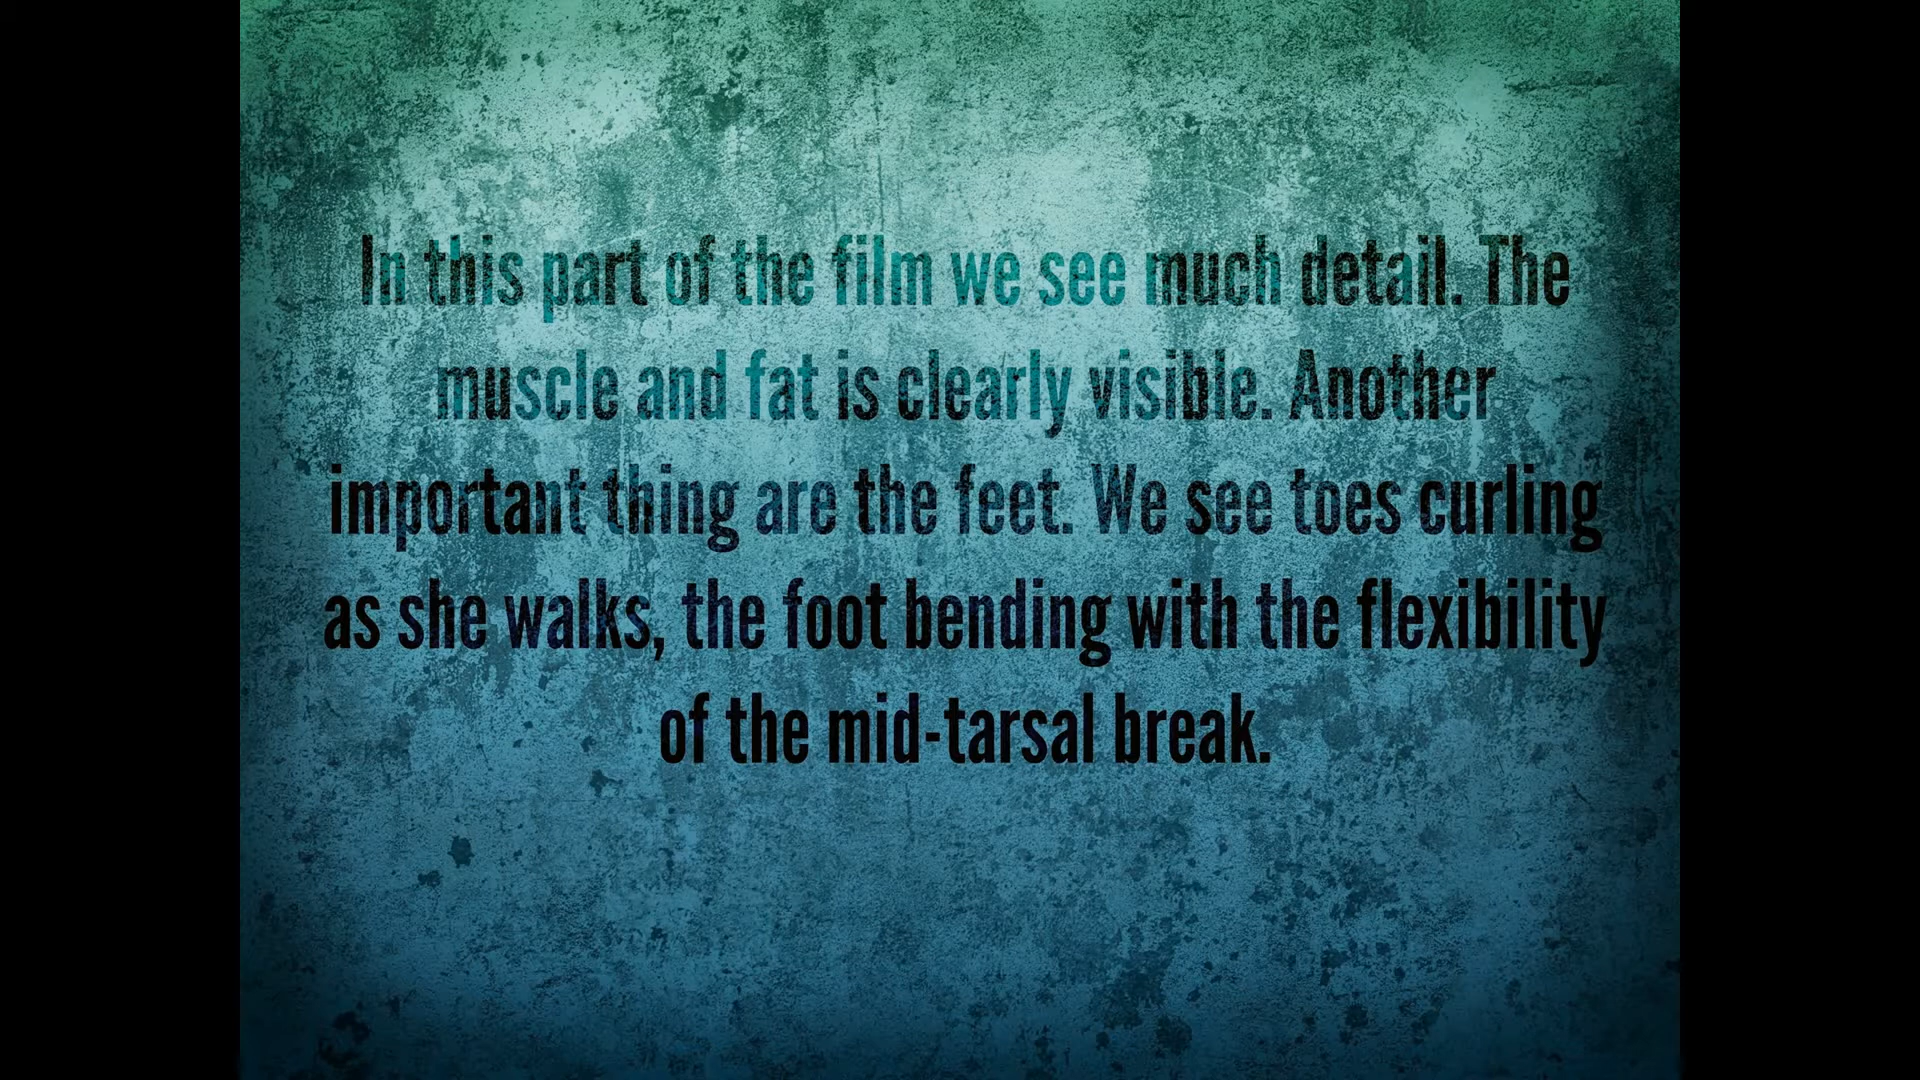 In this part of the film we see much detail. The
muscle and fat is clearly visible. Another
important thing are the feet. We see toes curling
as she walks, the foot bending with the flexibility
of the mid-tarsal break.